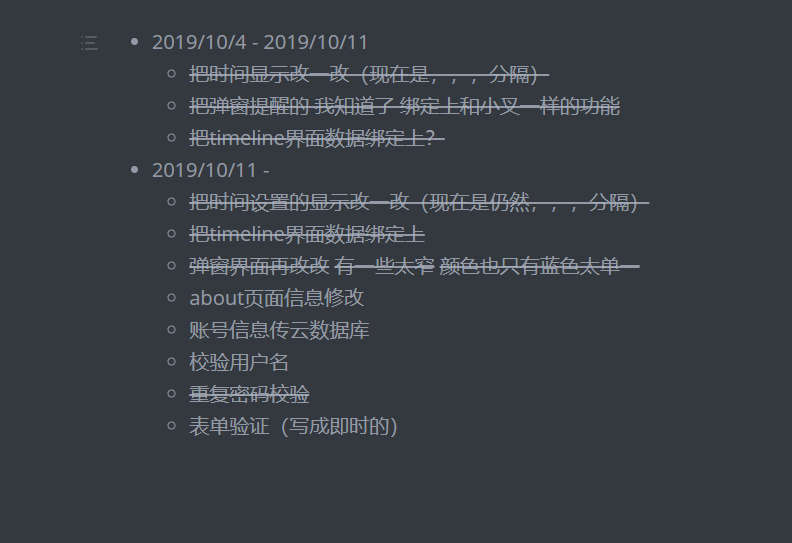 2019/10/4 - 2019/10/11
把时间显示改一改（现在是，，，分隔）
把弹窗提醒的 我知道了 绑定上和小叉一样的功能
把timeline界面数据绑定上？
2019/10/11 -
把时间设置的显示改一改（现在是仍然，，，分隔）
把timeline界面数据绑定上
弹窗界面再改改 有一些太窄 颜色也只有蓝色太单一
about页面信息修改
账号信息传云数据库
校验用户名
重复密码校验
表单验证（写成即时的）